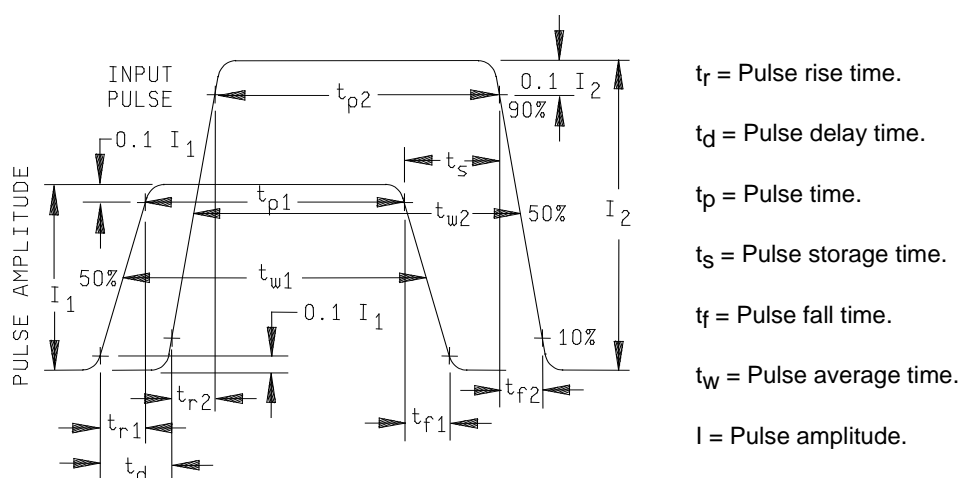 INPUT
PULSE
0.1 I1
tp2
0.1 I2
90%
ts
tp1
tw2
50%
I2
50%
tw1
I1
0.1 I1
10%
PULSE AMPLITUDE
tr2
tf2
tr1
tf1
td
tr = Pulse rise time.
td = Pulse delay time.
tp = Pulse time.
ts = Pulse storage time.
tf = Pulse fall time.
tw = Pulse average time.
I = Pulse amplitude.